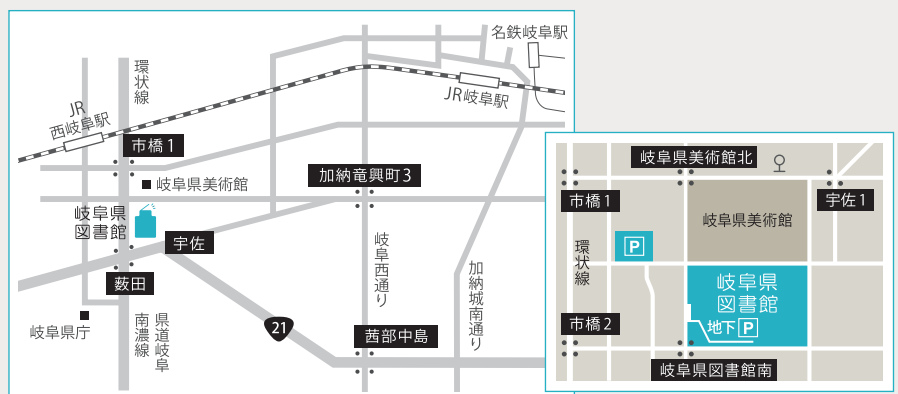 名鉄岐阜駅
JR岐阜駅
環状線
JR
西岐阜駅
市橋1
岐阜県美術館
加納竜興町3
岐阜県
図書館
宇佐
薮田
岐阜県庁
県道岐阜
南濃線
21
岐阜西通り
加納城南通り
茜部中島
岐阜県美術館北
市橋1
宇佐1
岐阜県美術館
P
環状線
岐阜県
図書館
地下P
市橋2
岐阜県図書館南